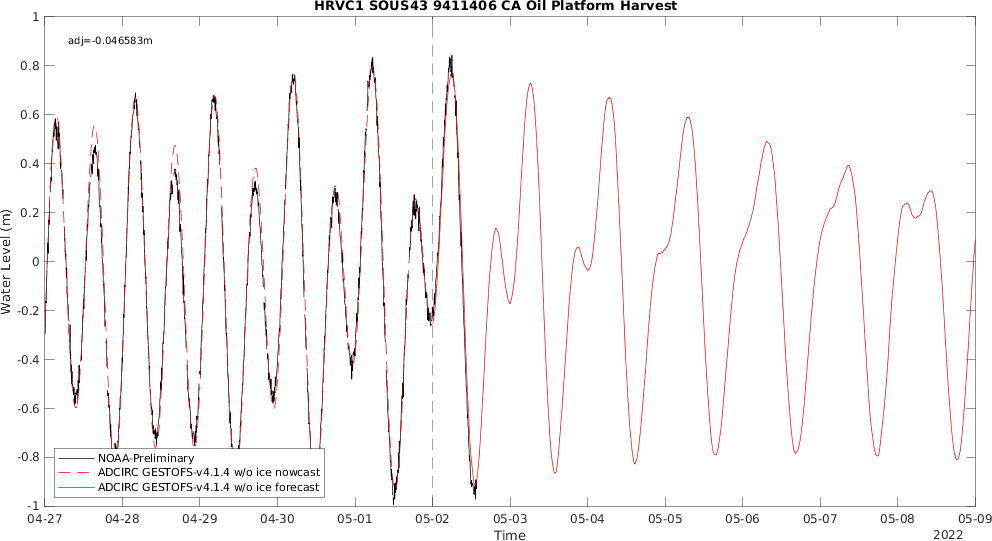 HRVC1 SOUS43 9411406 CA Oil Platform Harvest
adj=-0.046583m
1
0.8
0.6
0.4
0.2
0
-0.2
-0.4
-0.6
-0.8
-1
Water Level (m)
NOAA-Preliminary
ADCIRC GESTOFS-v4.1.4 w/o ice nowcast
ADCIRC GESTOFS-v4.1.4 w/o ice forecast
04-27 04-28 04-29 04-30 05-01 05-02 05-03 05-04 05-05 05-06 05-07 05-08 05-09
Time
2022